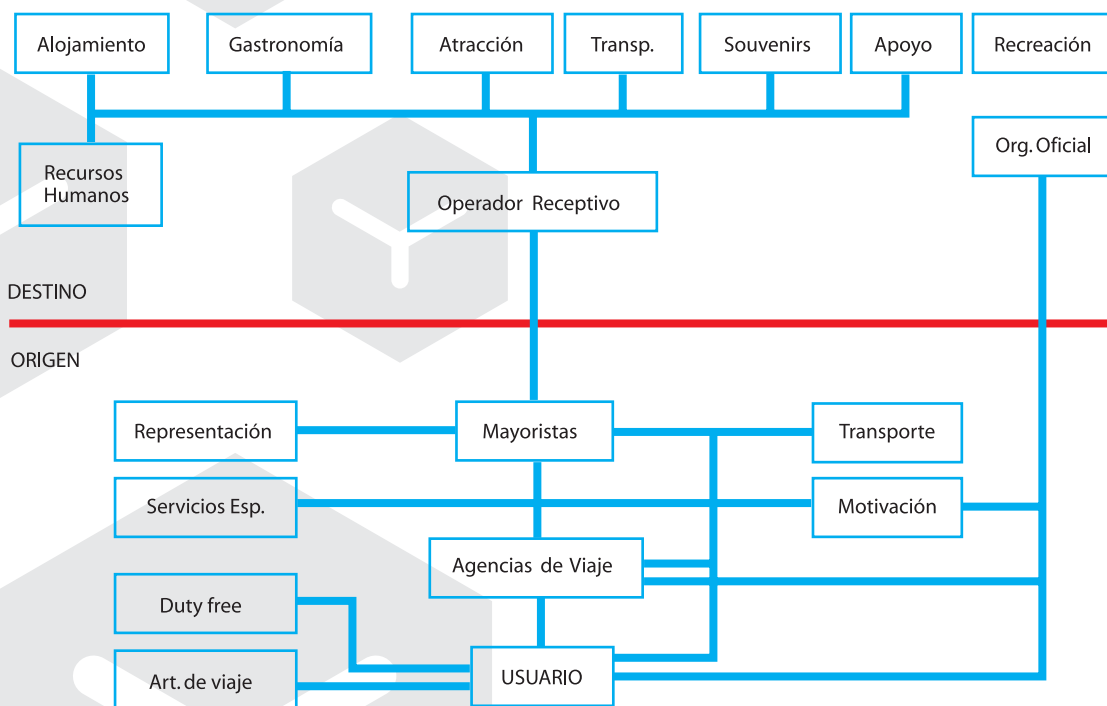 Alojamiento
Gastronomía
Atracción
Transp.
Souvenirs
Apoyo
Recreación
Org. Oficial
Recursos
Humanos
Operador Receptivo
DESTINO
ORIGEN
Representación
Mayoristas
Transporte
Servicios Esp.
Motivación
Agencias de Viaje
Duty free
USUARIO
Art. de viaje